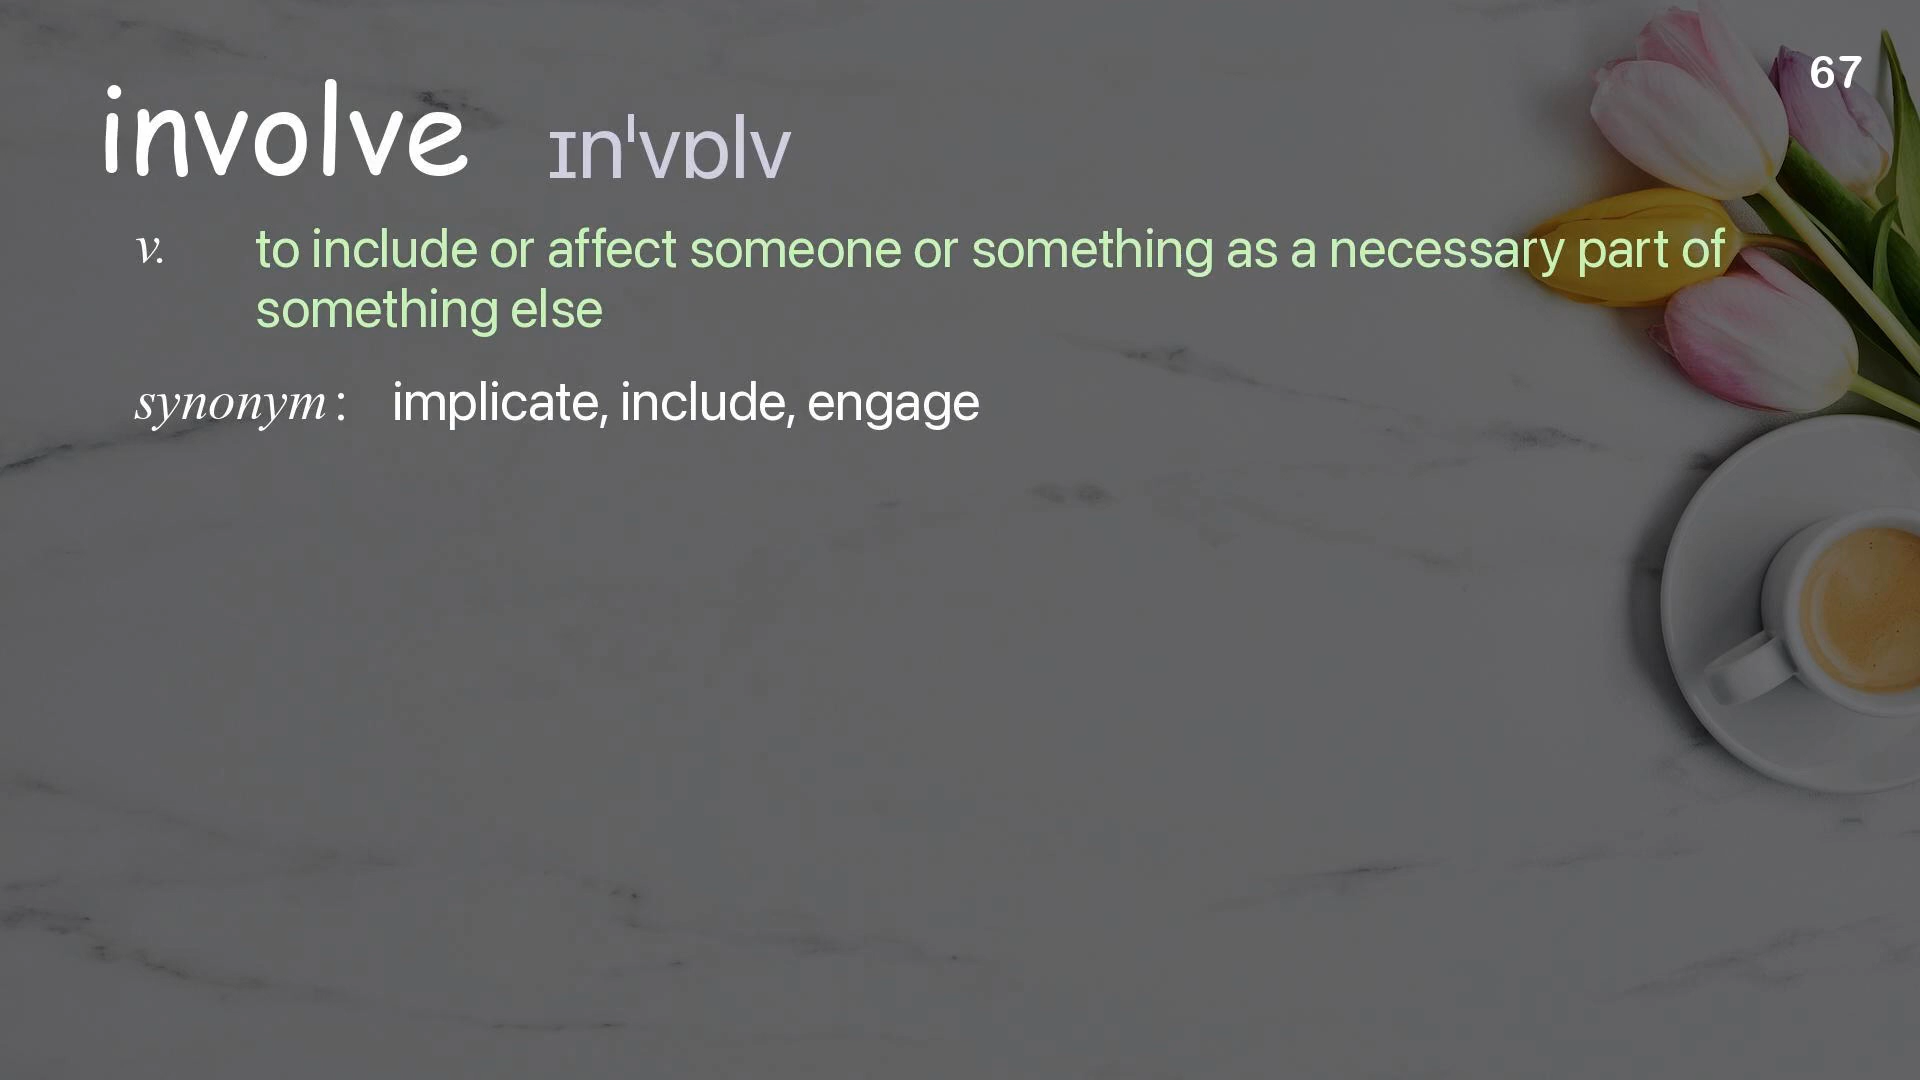 67
involve ɪnˈvɒlv
v. to include or affect someone or something as a necessary part of
something else
synonym: implicate, include, engage